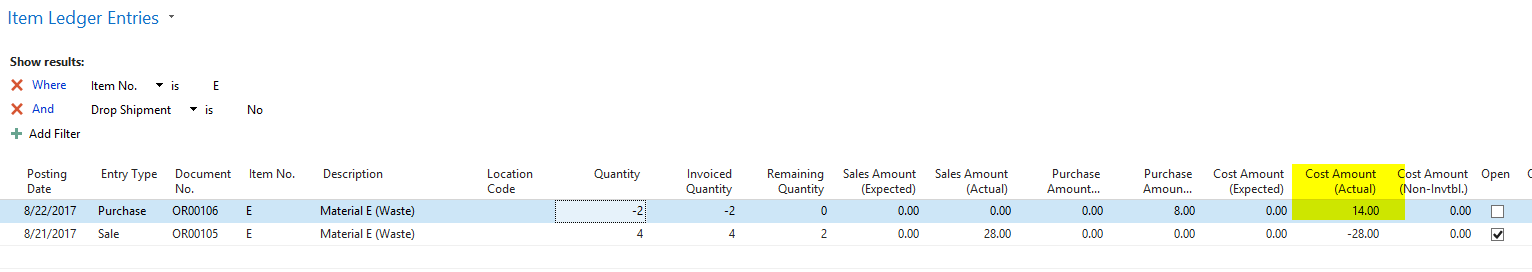 Item Ledger Entries
Show results:
Where Item No. is E
And Drop Shipment is No
Add Filter
Posting Date Entry Type Document No. Item No. Description Location Code Quantity Invoiced Quantity Remaining Quantity Sales Amount (Expected) Sales Amount (Actual) Purchase Amount... Purchase Amoun... Cost Amount (Expected) Cost Amount (Actual) Cost Amount (Non-Invtbl.) Open
8/22/2017 Purchase OR00106 E Material E (Waste) -2 -2 0 0.00 0.00 0.00 8.00 0.00 14.00 0.00
8/21/2017 Sale OR00105 E Material E (Waste) 4 4 2 0.00 28.00 0.00 0.00 0.00 -28.00 0.00